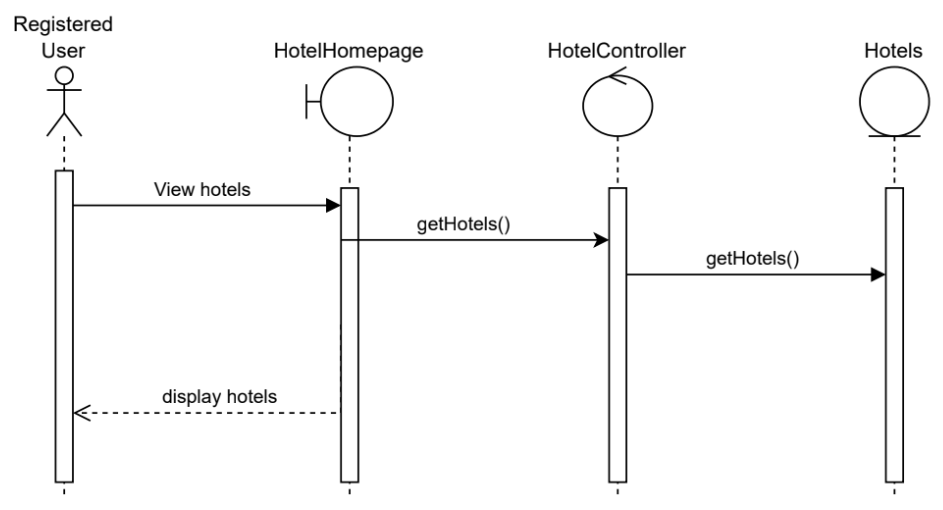 Registered
User
HotelHomepage
HotelController
Hotels
View hotels
getHotels()
getHotels()
display hotels